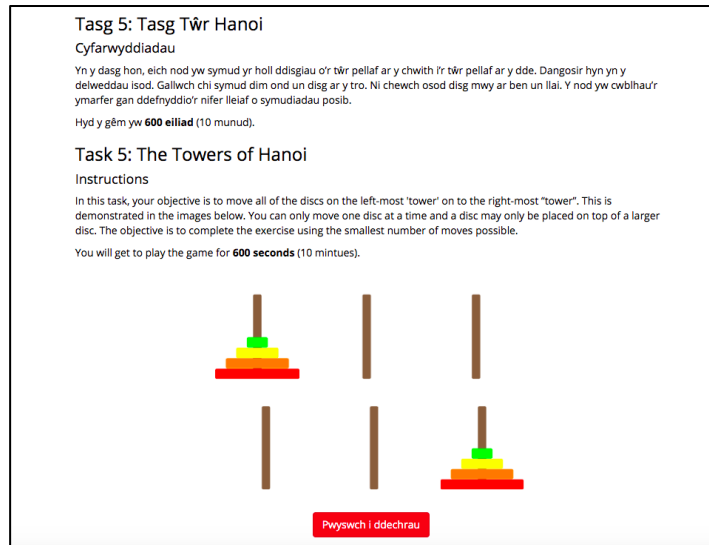 Tasg 5: Tasg Tŵr Hanoi
Cyfarwyddiadau
Yn y dasg hon, eich nod yw symud yr holl ddisgiau o'r tŵr pellaf ar y chwith i'r tŵr pellaf ar y dde. Dangosir hyn yn y
delweddau isod. Gallwch chi symud dim ond un disg ar y tro. Ni chewch osod disg mwy ar ben un llai. Y nod yw cwblhau'r
ymarfer gan ddefnyddio'r nifer lleiaf o symudiadau posib.
Hyd y gêm yw 600 eiliad (10 munud).
Task 5: The Towers of Hanoi
Instructions
In this task, your objective is to move all of the discs on the left-most 'tower' on to the right-most "tower". This is
demonstrated in the images below. You can only move one disc at a time and a disc may only be placed on top of a larger
disc. The objective is to complete the exercise using the smallest number of moves possible.
You will get to play the game for 600 seconds (10 mintues).
Pwyswch i ddechrau